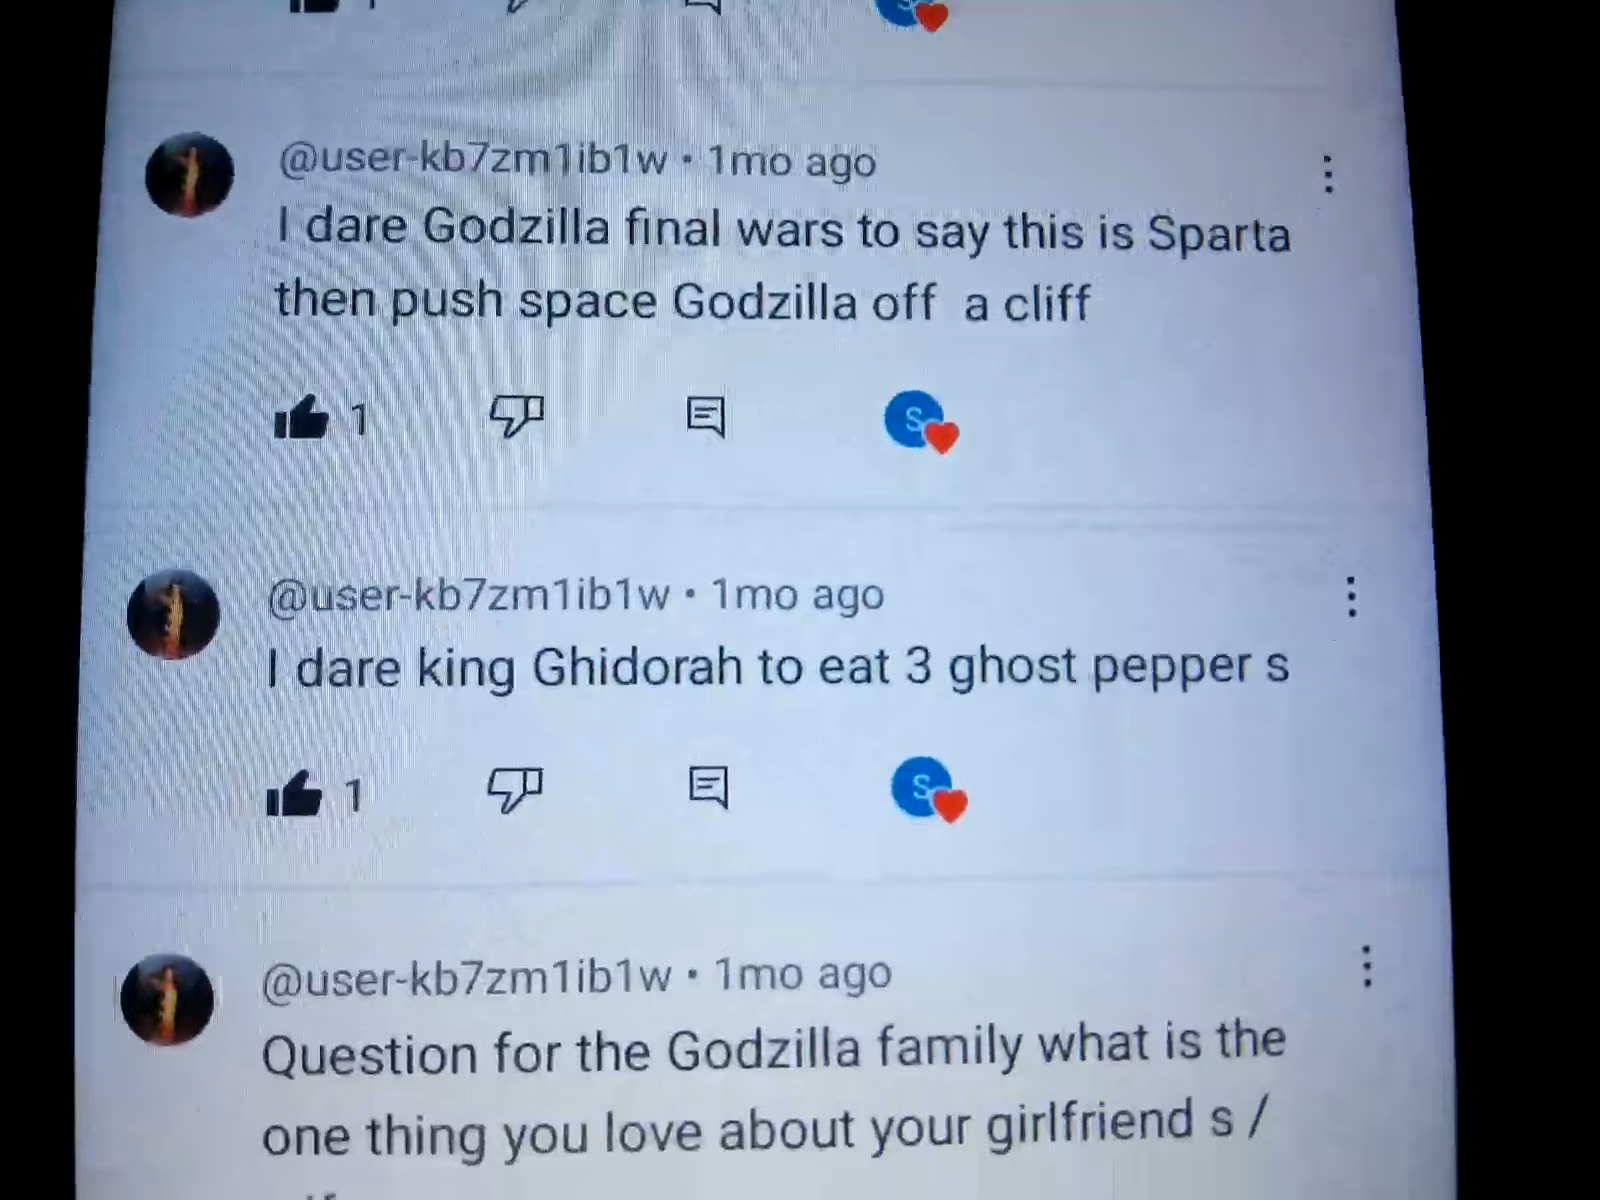 1
@user-kb7zm1ib1w • 1mo ago
I dare Godzilla final wars to say this is Sparta
then push space Godzilla off a cliff
1
S
@user-kb7zm1ib1w • 1mo ago
I dare king Ghidorah to eat 3 ghost pepper s
1
S
@user-kb7zm1ib1w • 1mo ago
Question for the Godzilla family what is the
one thing you love about your girlfriend s /